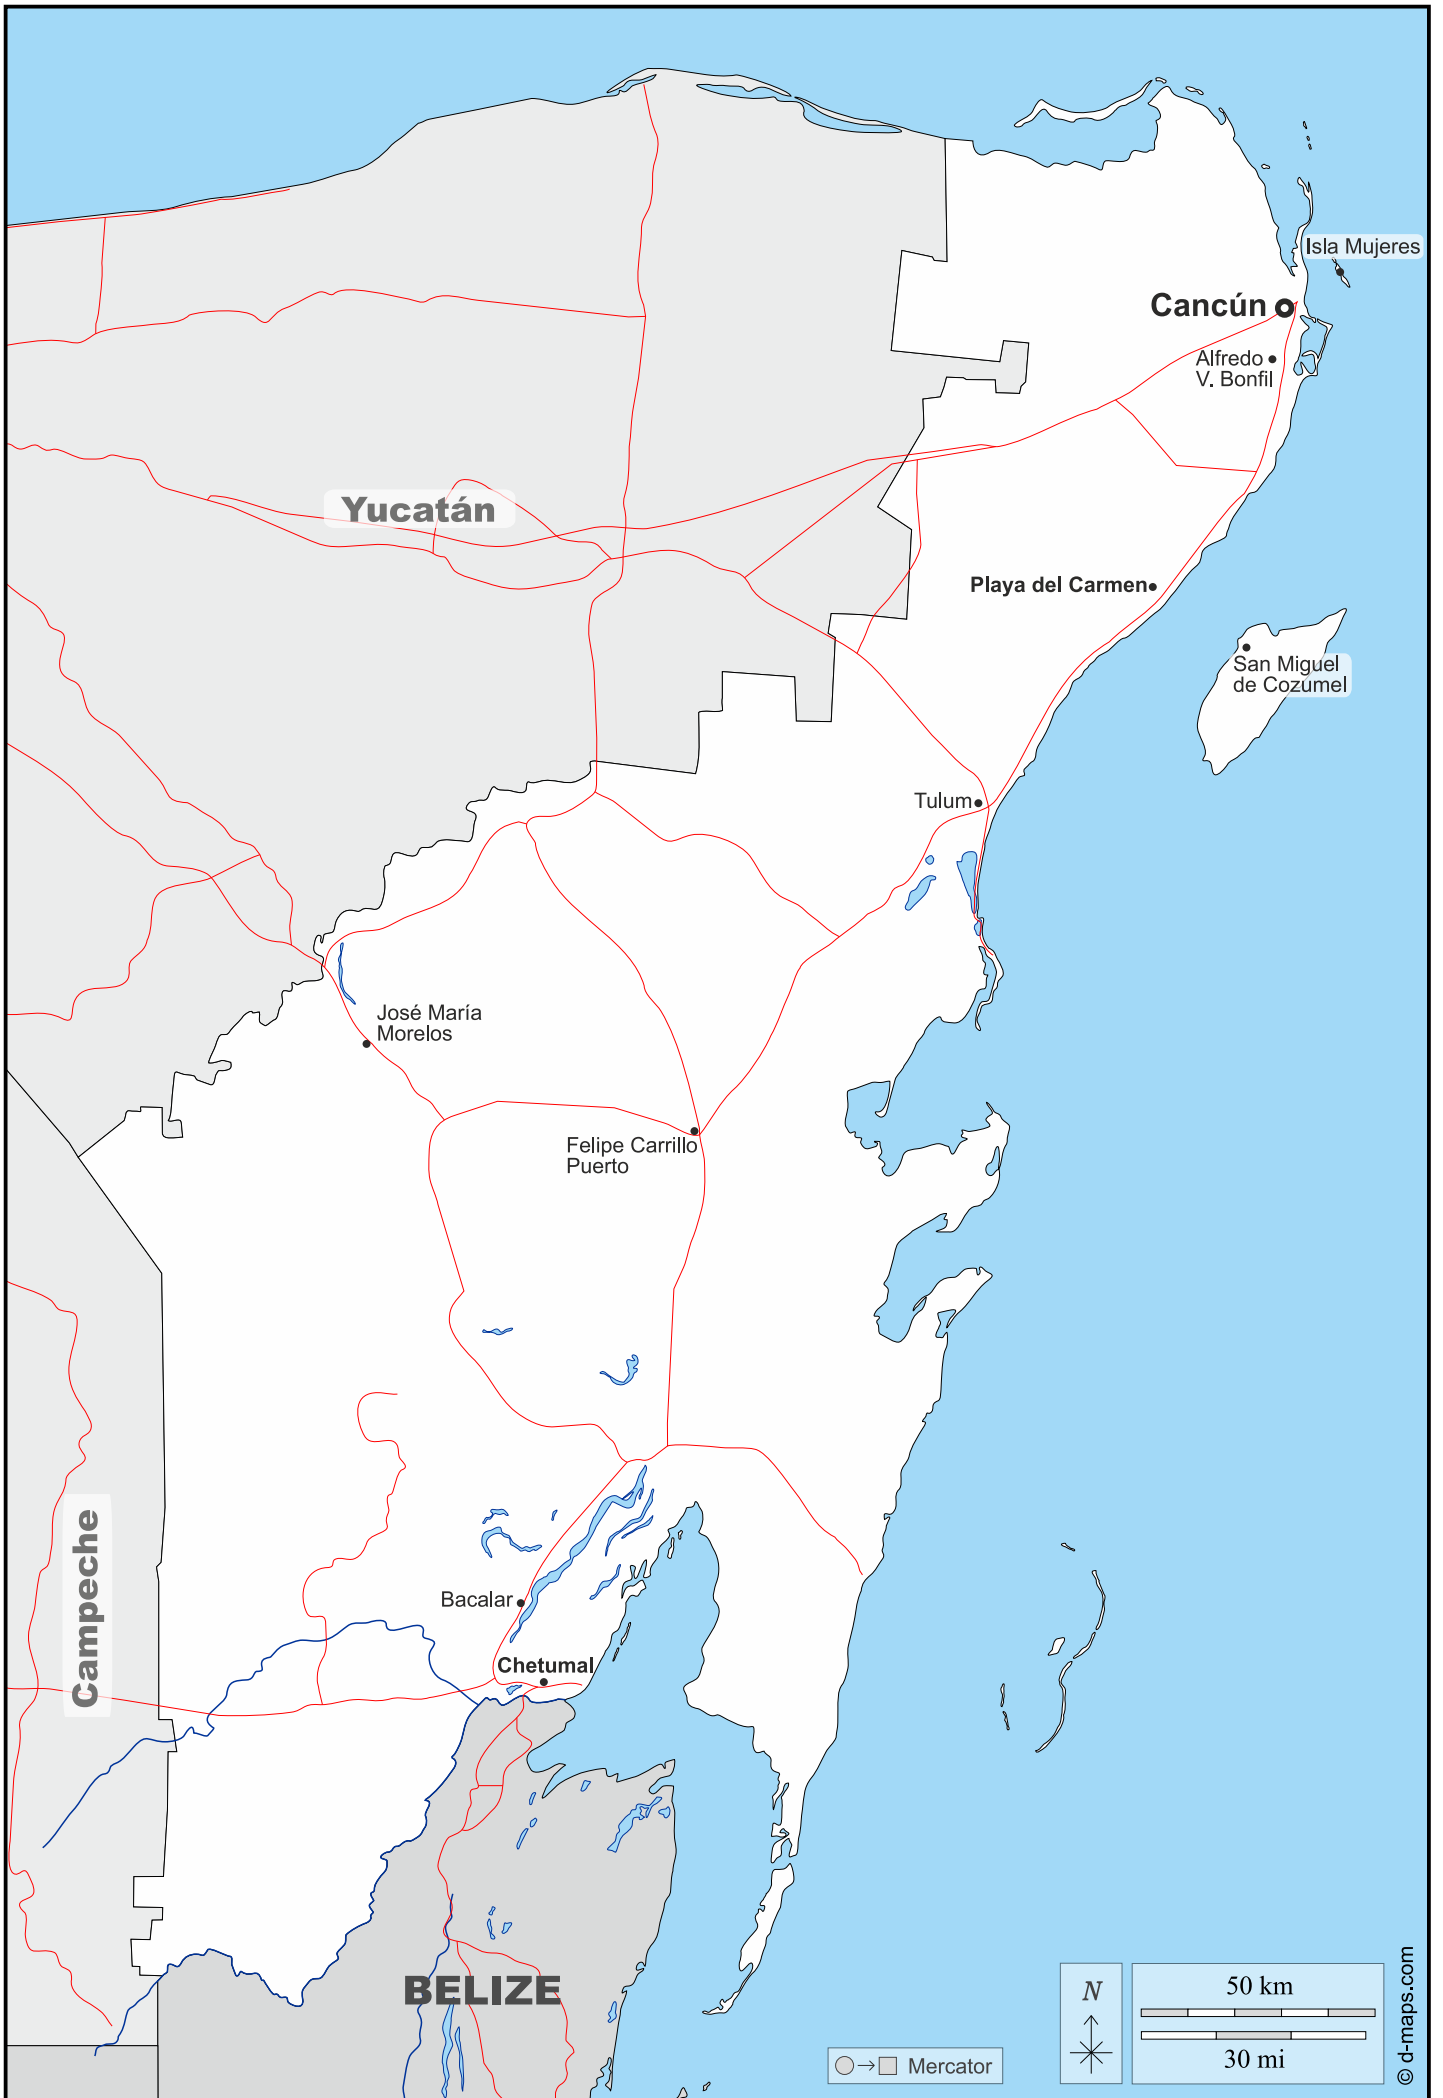 Isla Mujeres
Cancún
Alfredo
V. Bonfil
Yucatán
Playa del Carmen
San Miguel
de Cozumel
Tulum
José María
Morelos
Felipe Carrillo
Puerto
Campeche
Bacalar
Chetumal
BELIZE
N
50 km
30 mi
Mercator
© d-maps.com